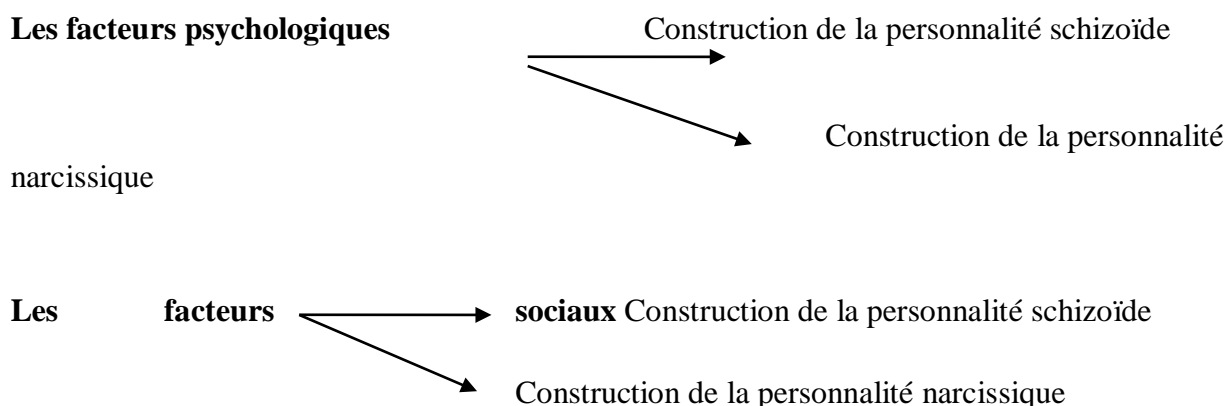 Les facteurs psychologiques Construction de la personnalité schizoïde
Construction de la personnalité
narcissique
Les facteurs sociaux Construction de la personnalité schizoïde
Construction de la personnalité narcissique